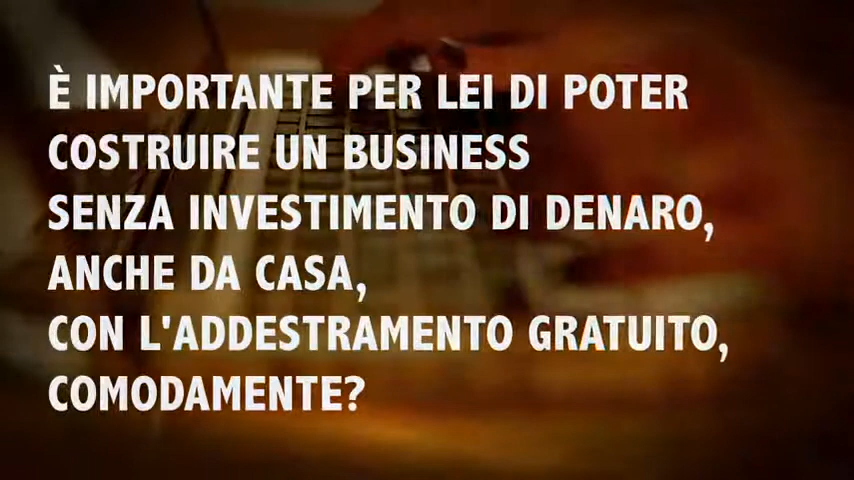 È IMPORTANTE PER LEI DI POTER
COSTRUIRE UN BUSINESS
SENZA INVESTIMENTO DI DENARO,
ANCHE DA CASA,
CON L'ADDESTRAMENTO GRATUITO,
COMODAMENTE?